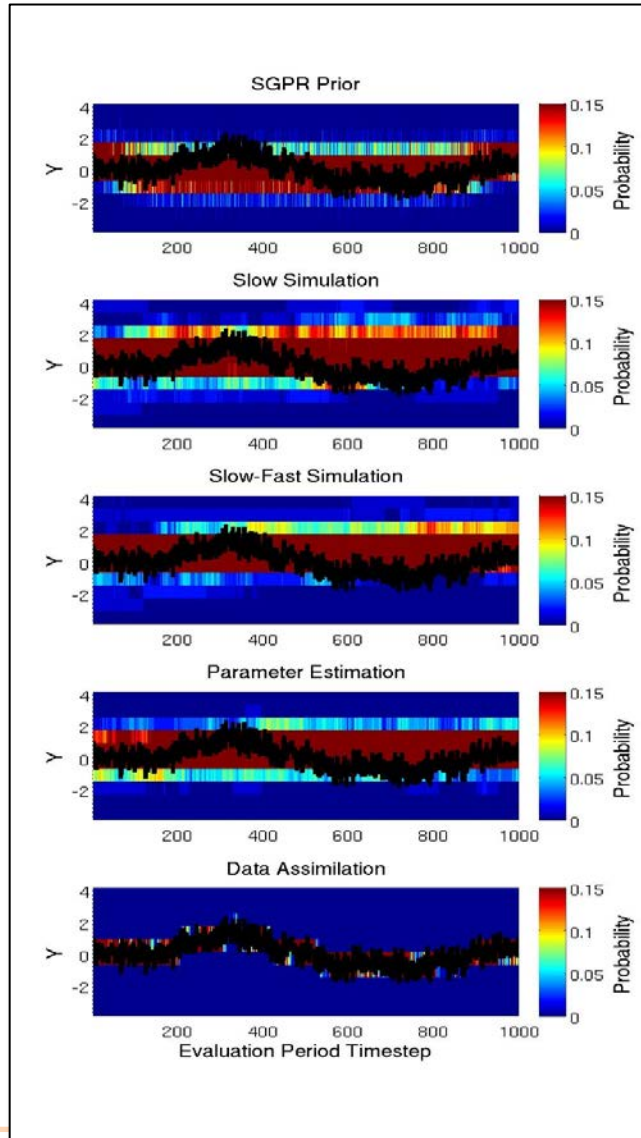 SGPR Prior
4
2
0
-2
Y
200 400 600 800 1000
0.15
0.1
0.05
0
Probability
Slow Simulation
4
2
0
-2
Y
200 400 600 800 1000
0.15
0.1
0.05
0
Probability
Slow-Fast Simulation
4
2
0
-2
Y
200 400 600 800 1000
0.15
0.1
0.05
0
Probability
Parameter Estimation
4
2
0
-2
Y
200 400 600 800 1000
0.15
0.1
0.05
0
Probability
Data Assimilation
4
2
0
-2
Y
200 400 600 800 1000
0.15
0.1
0.05
0
Probability
Evaluation Period Timestep